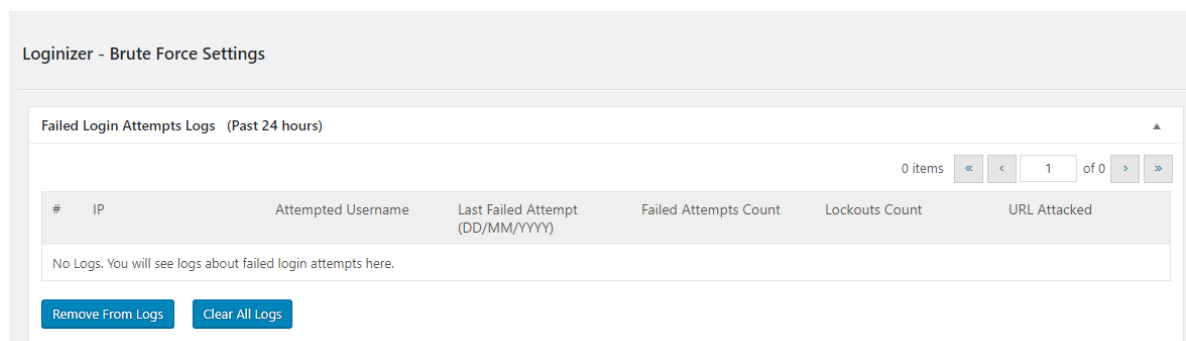 Loginizer - Brute Force Settings
Failed Login Attempts Logs (Past 24 hours)
0 items « ‹ 1 of 0 › »
# IP Attempted Username Last Failed Attempt Failed Attempts Count Lockouts Count URL Attacked
(DD/MM/YYYY)
No Logs. You will see logs about failed login attempts here.
Remove From Logs Clear All Logs